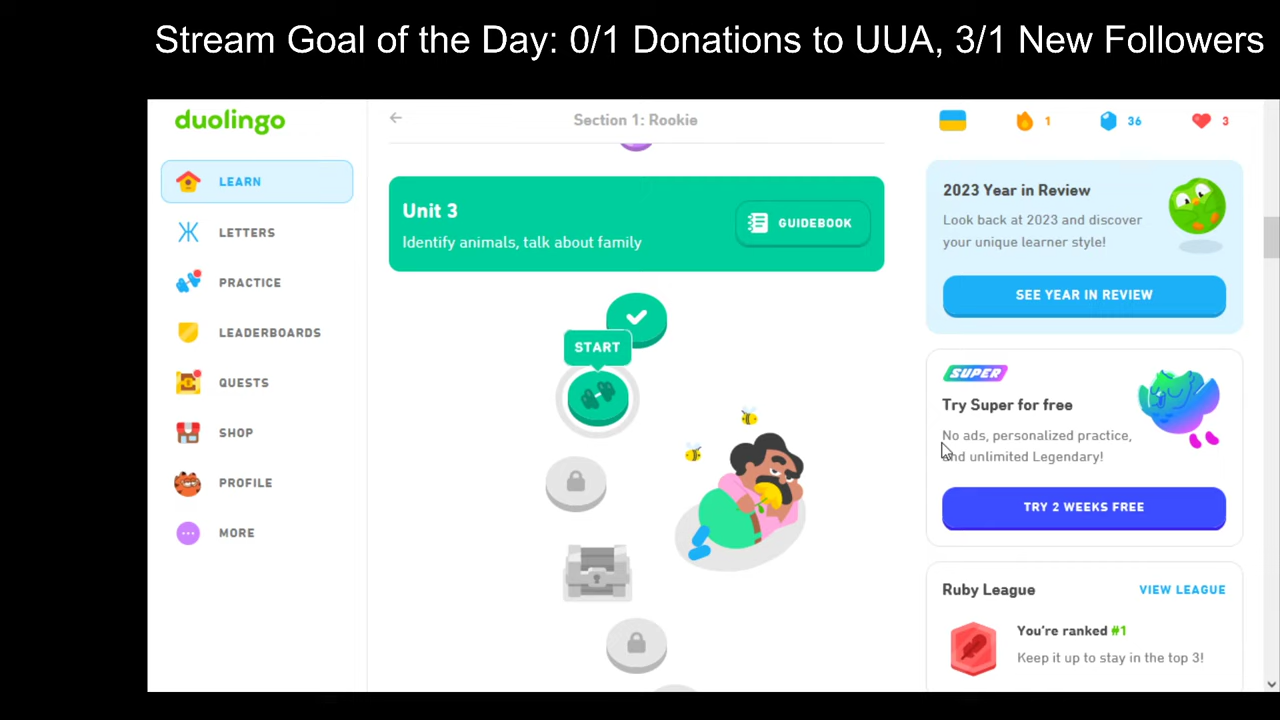 Stream Goal of the Day: 0/1 Donations to UUA, 3/1 New Followers
duolingo
LEARN
LETTERS
PRACTICE
LEADERBOARDS
QUESTS
SHOP
PROFILE
MORE
Section 1: Rookie
Unit 3
Identify animals, talk about family
GUIDEBOOK
START
1
36
3
2023 Year in Review
Look back at 2023 and discover
your unique learner style!
SEE YEAR IN REVIEW
SUPER
Try Super for free
No ads, personalized practice,
and unlimited Legendary!
TRY 2 WEEKS FREE
Ruby League
VIEW LEAGUE
You're ranked #1
Keep it up to stay in the top 3!